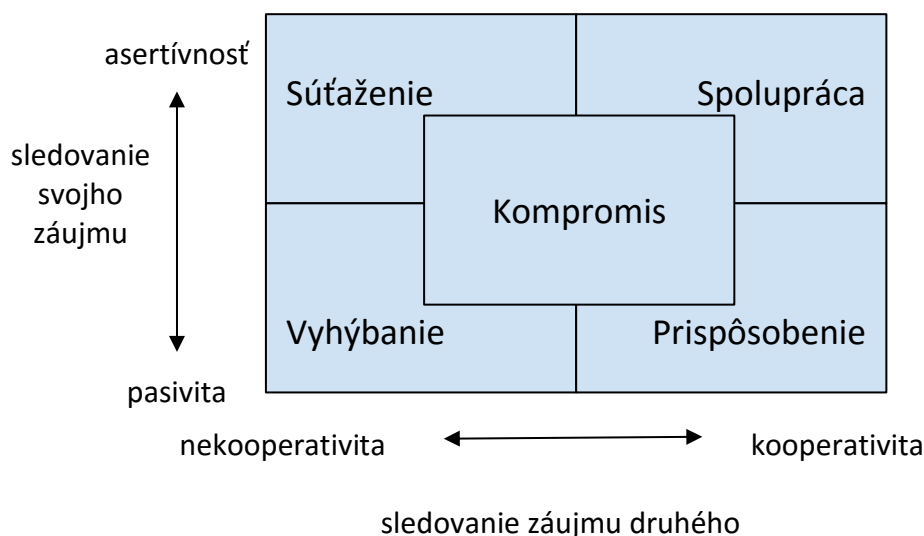 asertívnosť
Súťaženie
Spolupráca
sledovanie
svojho
záujmu
Kompromis
Vyhýbanie
Prispôsobenie
pasivita
nekooperativita
kooperativita
sledovanie záujmu druhého